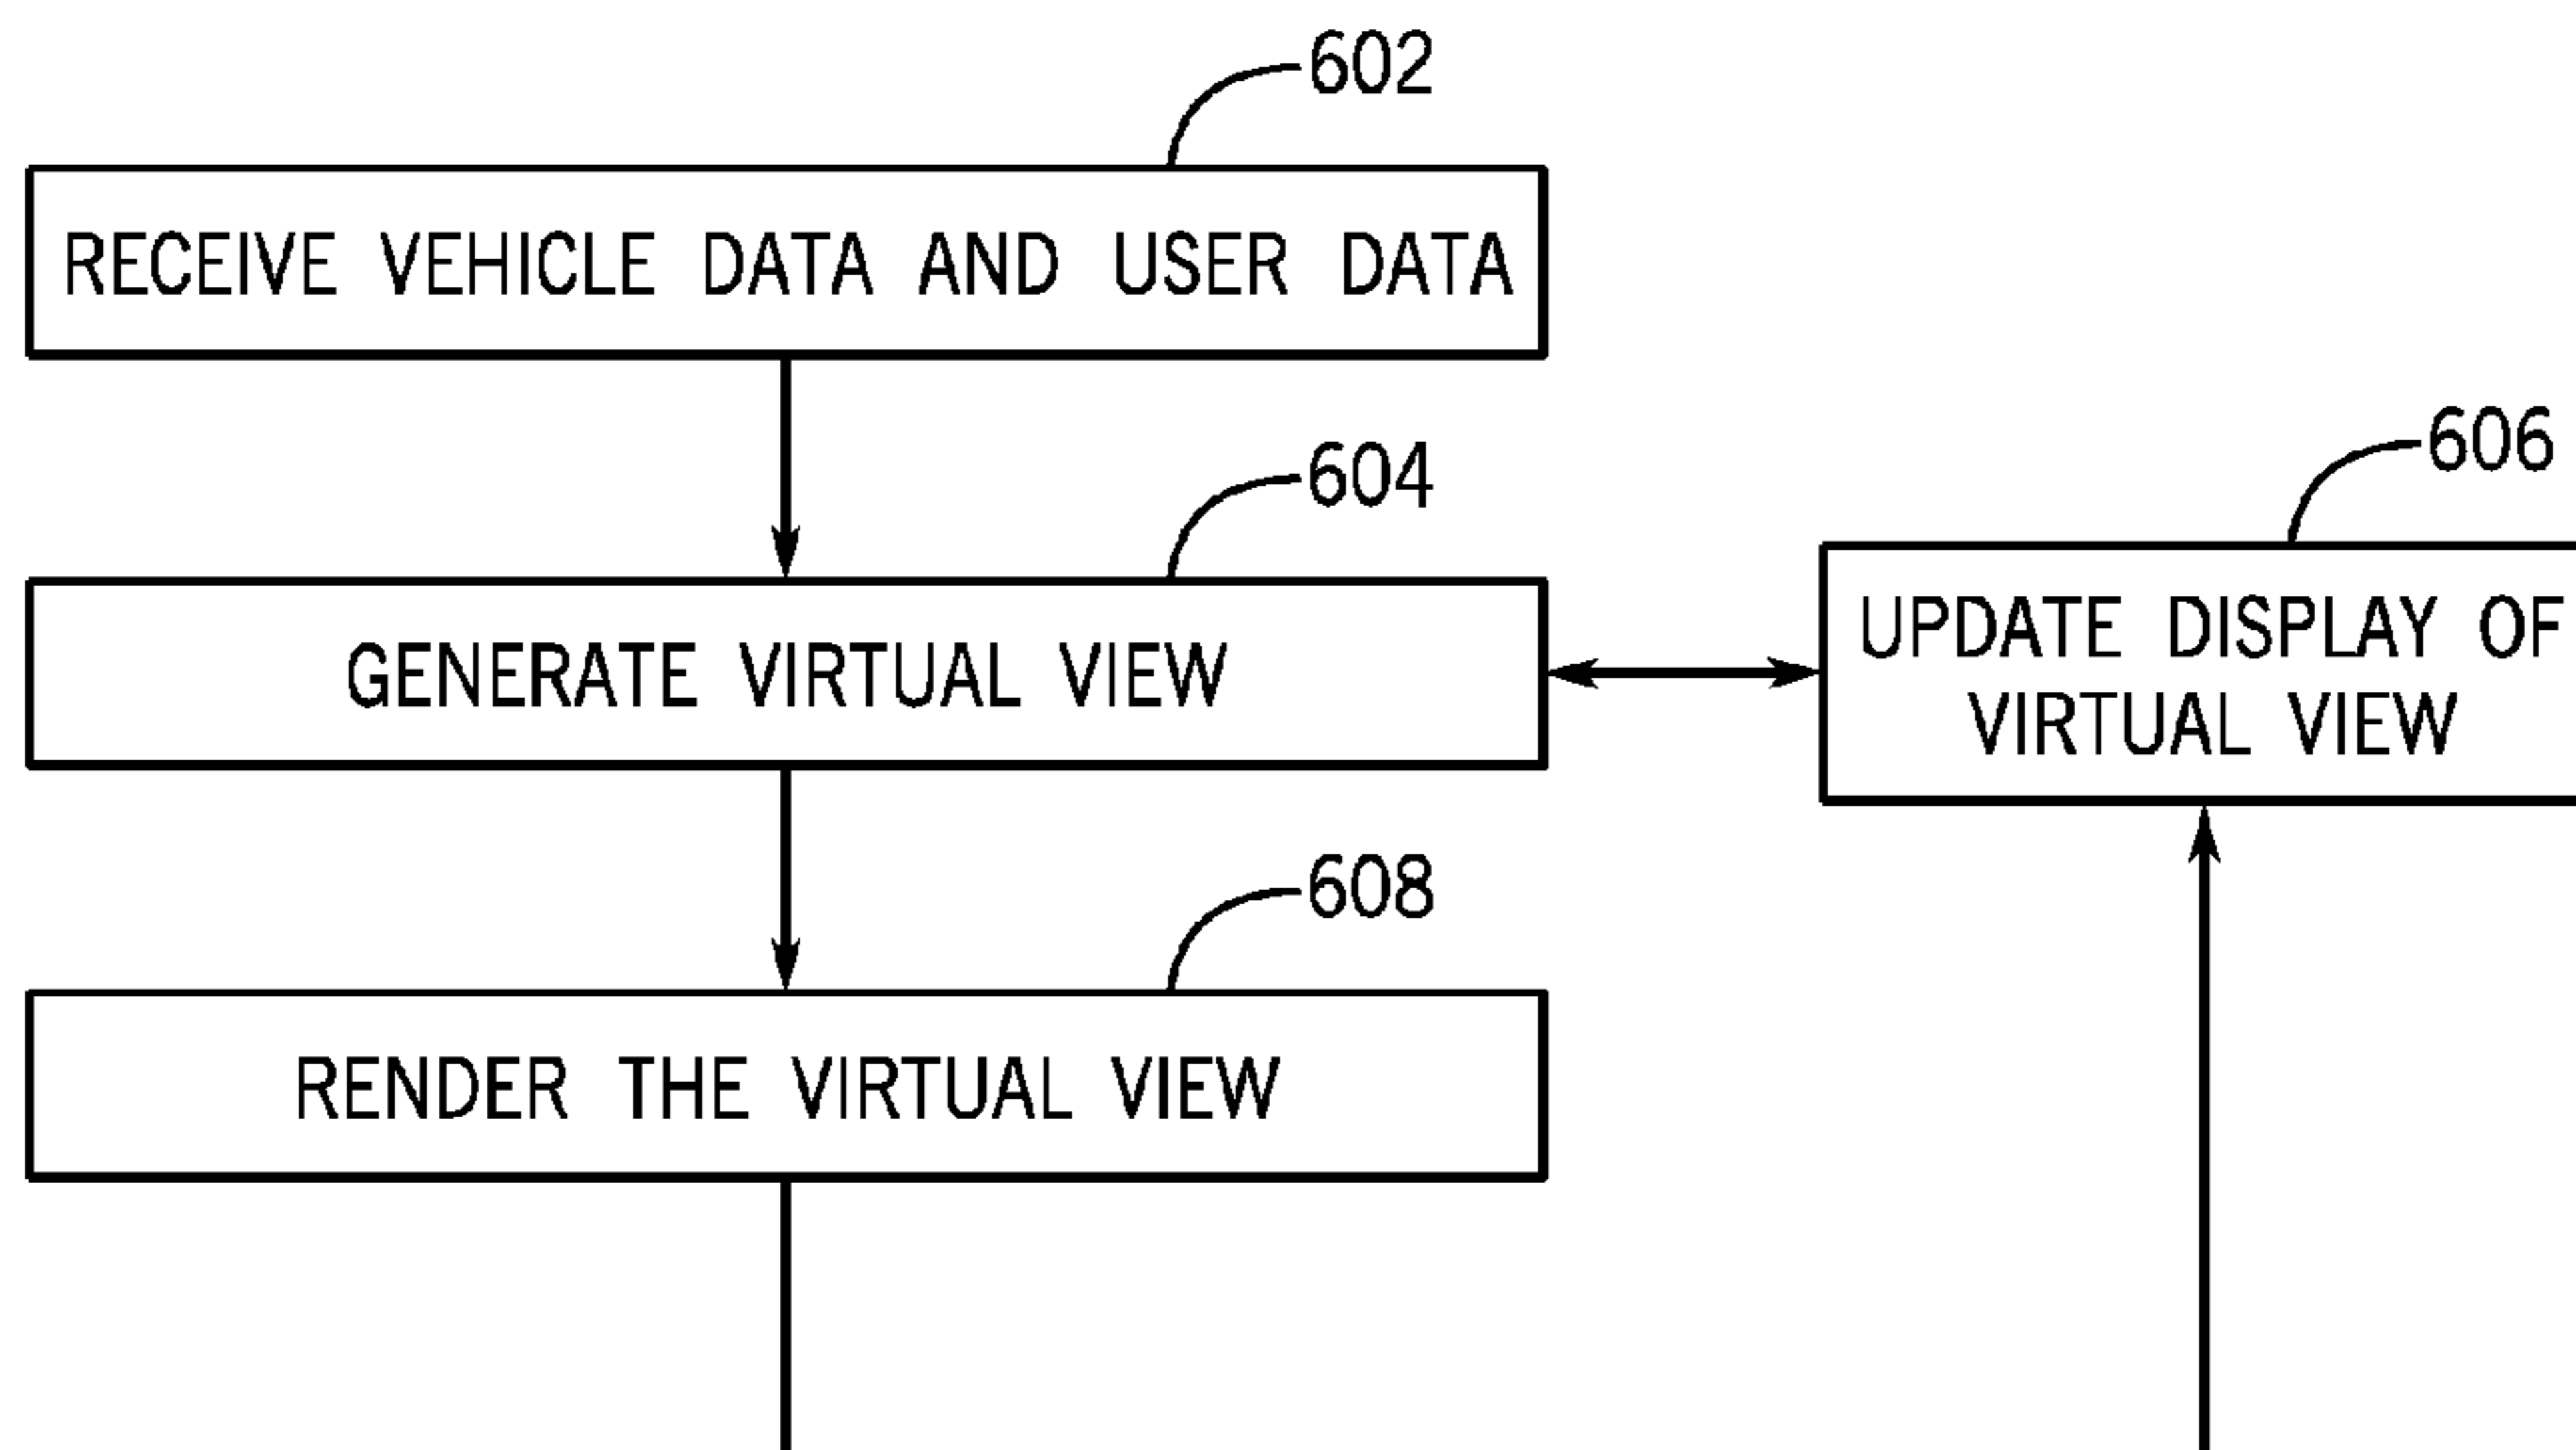 602
RECEIVE VEHICLE DATA AND USER DATA
604
GENERATE VIRTUAL VIEW
606
UPDATE DISPLAY OF
VIRTUAL VIEW
608
RENDER THE VIRTUAL VIEW